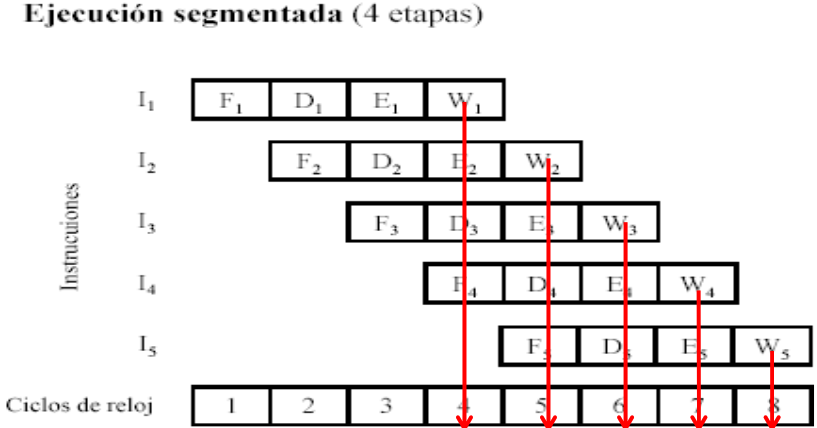 Ejecución segmentada (4 etapas)
I₁ F₁ D₁ E₁ W₁
I₂ F₂ D₂ E₂ W₂
I₃ F₃ D₃ E₃ W₃
I₄ F₄ D₄ E₄ W₄
I₅ F₅ D₅ E₅ W₅
Instrucuiones
Ciclos de reloj 1 2 3 4 5 6 7 8